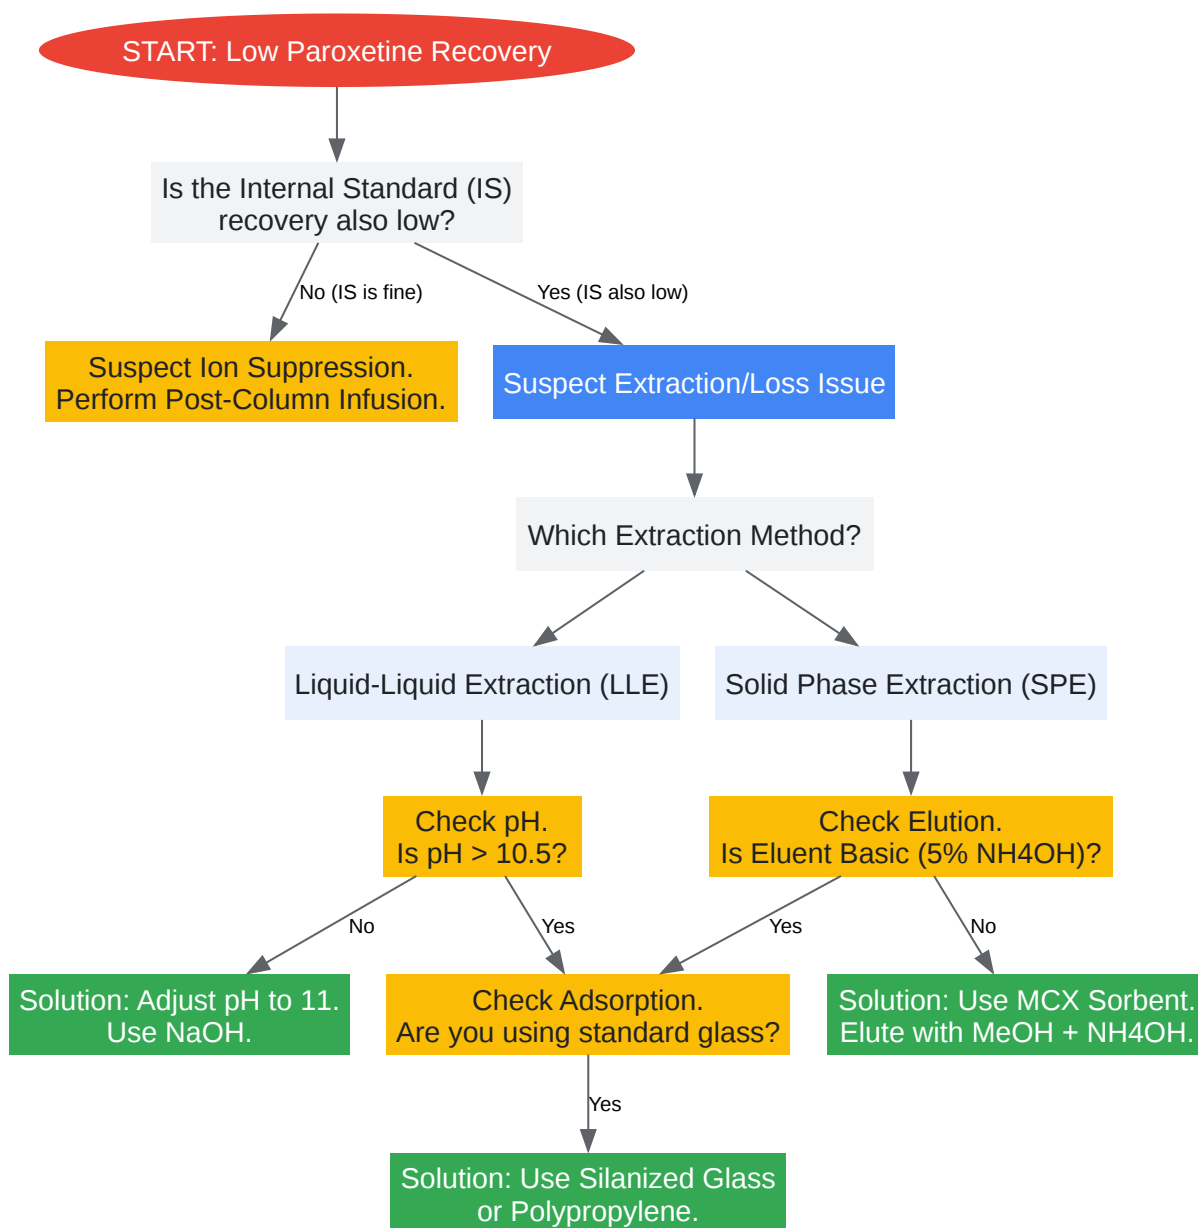 START: Low Paroxetine Recovery
Is the Internal Standard (IS)
recovery also low?
No (IS is fine)
Yes (IS also low)
Suspect Ion Suppression.
Perform Post-Column Infusion.
Suspect Extraction/Loss Issue
Which Extraction Method?
Liquid-Liquid Extraction (LLE)
Solid Phase Extraction (SPE)
Check pH.
Is pH > 10.5?
Check Elution.
Is Eluent Basic (5% NH4OH)?
No
Yes
Yes
No
Solution: Adjust pH to 11.
Use NaOH.
Check Adsorption.
Are you using standard glass?
Solution: Use MCX Sorbent.
Elute with MeOH + NH4OH.
Yes
Solution: Use Silanized Glass
or Polypropylene.